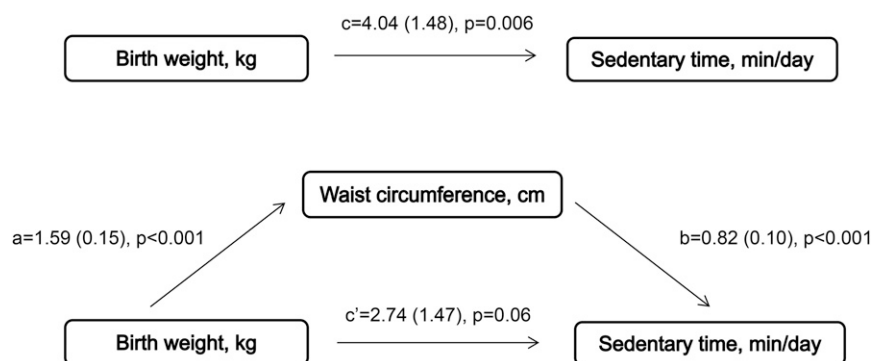 c=4.04 (1.48), p=0.006
Birth weight, kg
Sedentary time, min/day
Waist circumference, cm
a=1.59 (0.15), p<0.001
b=0.82 (0.10), p<0.001
c’=2.74 (1.47), p=0.06
Birth weight, kg
Sedentary time, min/day